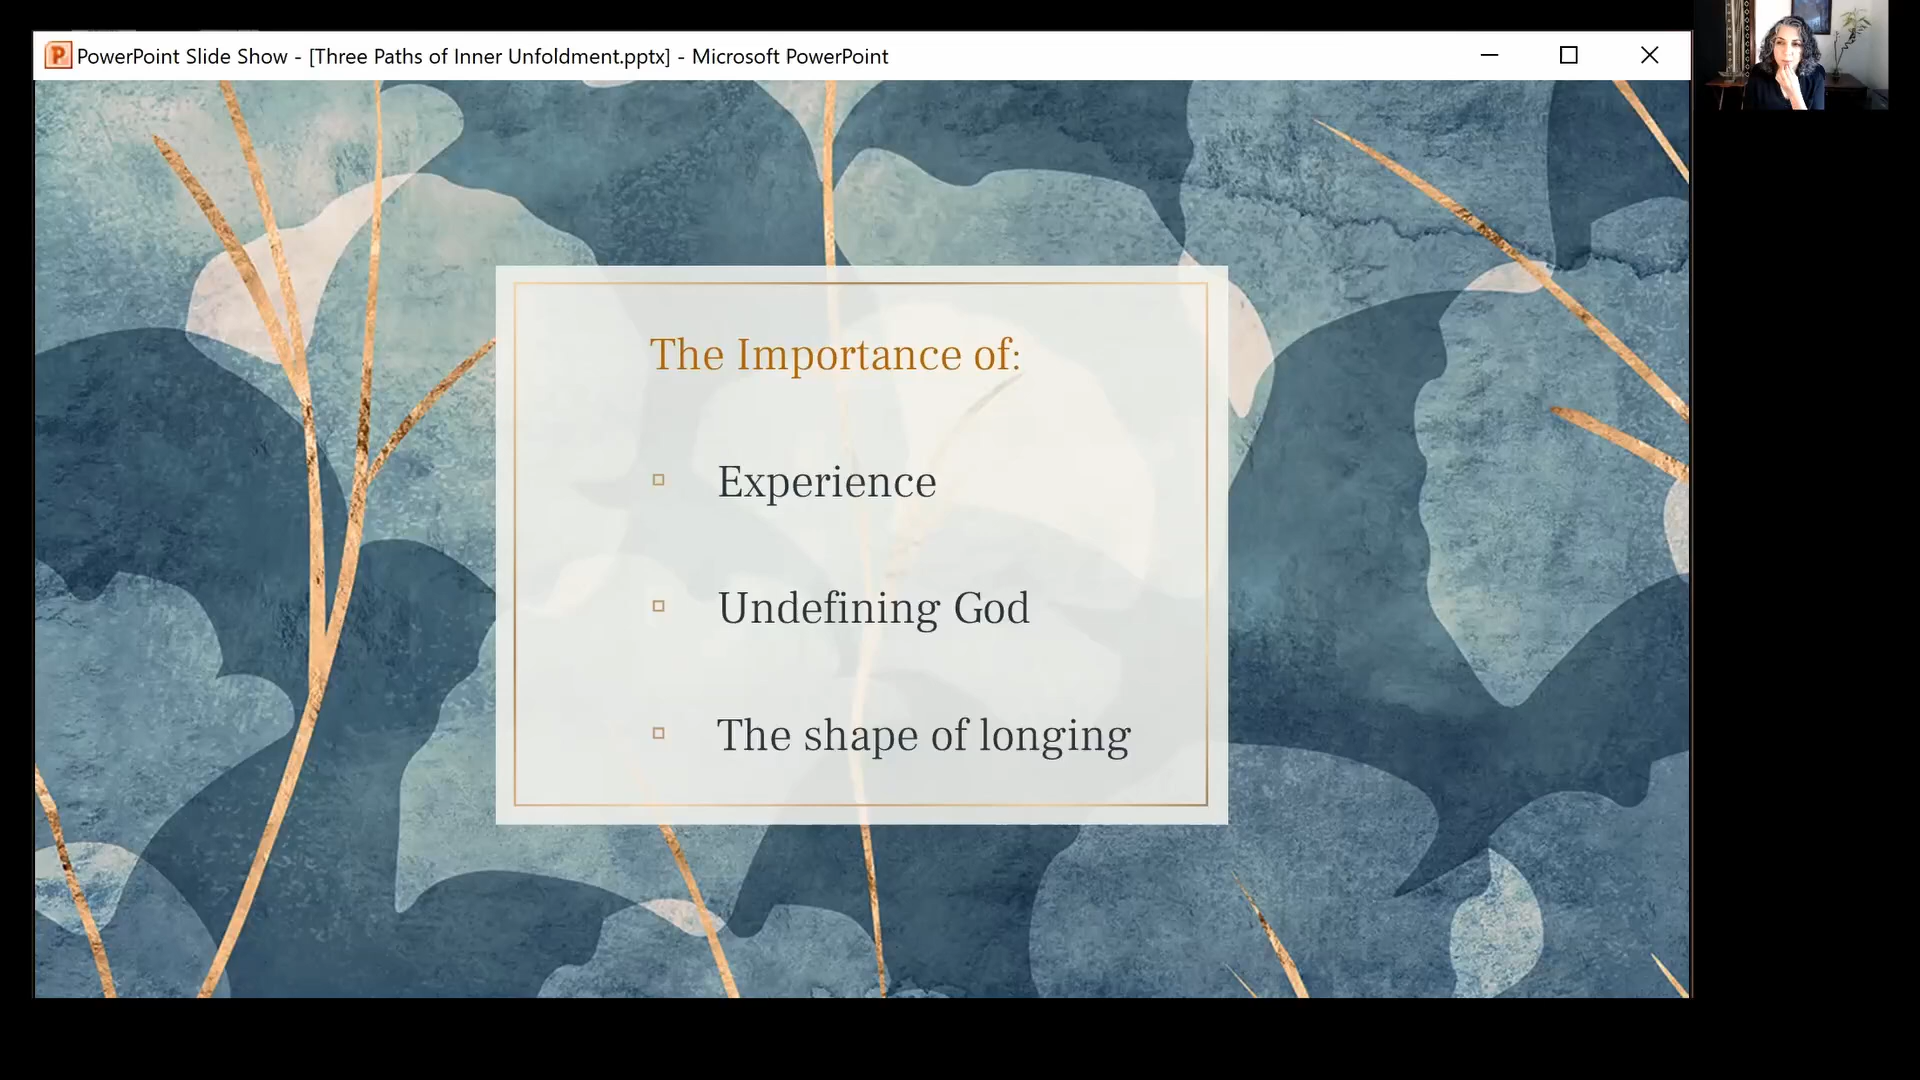 PowerPoint Slide Show - [Three Paths of Inner Unfoldment.pptx] - Microsoft PowerPoint
The Importance of:
Experience
Undefining God
The shape of longing